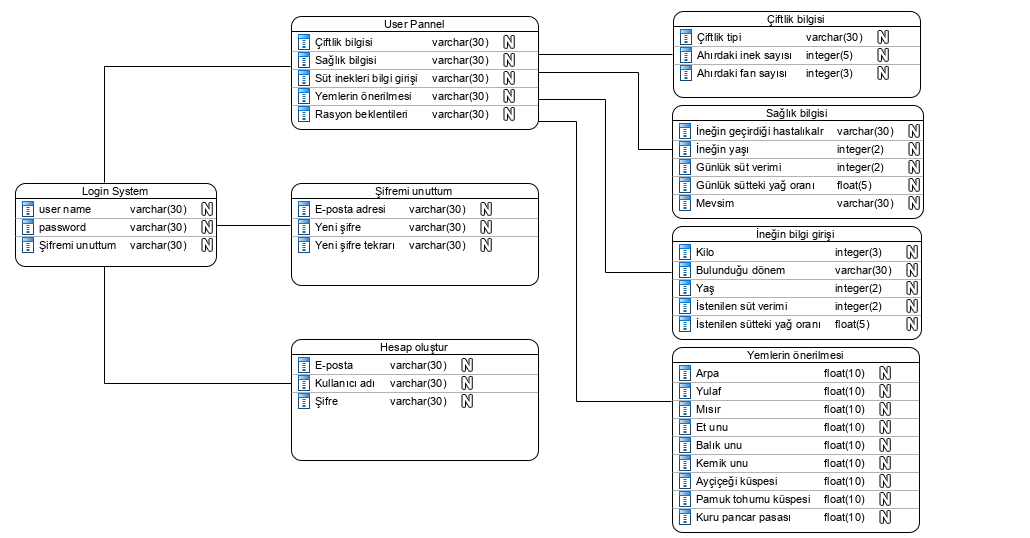 User Pannel
Çiftlik bilgisi varchar(30) N
Sağlık bilgisi varchar(30) N
Süt inekleri bilgi girişi varchar(30) N
Yemlerin önerilmesi varchar(30) N
Rasyon beklentileri varchar(30) N
Login System
user name varchar(30) N
password varchar(30) N
Şifremi unuttum varchar(30) N
Şifremi unuttum
E-posta adresi varchar(30) N
Yeni şifre varchar(30) N
Yeni şifre tekrarı varchar(30) N
Hesap oluştur
E-posta varchar(30) N
Kullanıcı adı varchar(30) N
Şifre varchar(30) N
Çiftlik bilgisi
Çiftlik tipi varchar(30) N
Ahırdaki inek sayısı integer(5) N
Ahırdaki fan sayısı integer(3) N
Sağlık bilgisi
İneğin geçirdiği hastalıkalr varchar(30) N
İneğin yaşı integer(2) N
Günlük süt verimi integer(2) N
Günlük sütteki yağ oranı float(5) N
Mevsim varchar(30) N
İneğin bilgi girişi
Kilo integer(3) N
Bulunduğu dönem varchar(30) N
Yaş integer(2) N
İstenilen süt verimi integer(2) N
İstenilen sütteki yağ oranı float(5) N
Yemlerin önerilmesi
Arpa float(10) N
Yulaf float(10) N
Mısır float(10) N
Et unu float(10) N
Balık unu float(10) N
Kemik unu float(10) N
Ayçiçeği küspesi float(10) N
Pamuk tohumu küspesi float(10) N
Kuru pancar pasası float(10) N